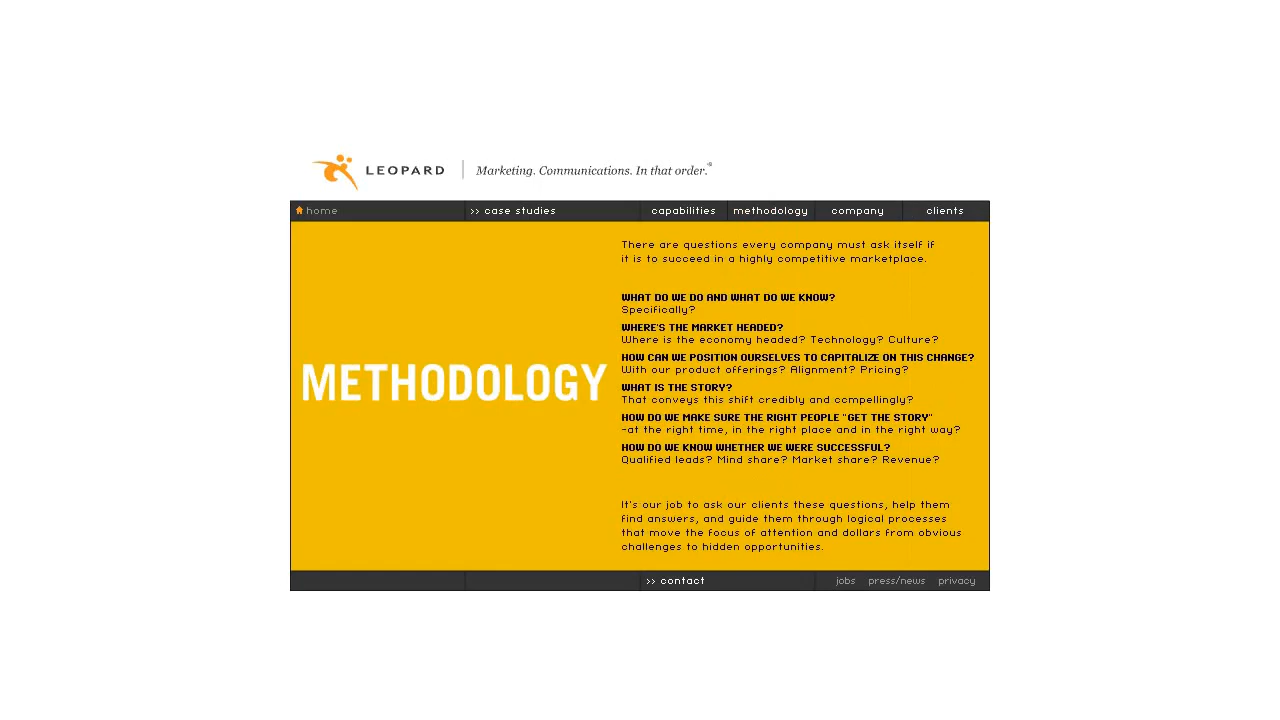 LEOPARD | Marketing. Communications. In that order.®
home >> case studies capabilities methodology company clients
There are questions every company must ask itself if
it is to succeed in a highly competitive marketplace.
WHAT DO WE DO AND WHAT DO WE KNOW?
Specifically?
WHERE'S THE MARKET HEADED?
Where is the economy headed? Technology? Culture?
HOW CAN WE POSITION OURSELVES TO CAPITALIZE ON THIS CHANGE?
With our product offerings? Alignment? Pricing?
METHODOLOGY
WHAT IS THE STORY?
That conveys this shift credibly and compellingly?
HOW DO WE MAKE SURE THE RIGHT PEOPLE "GET THE STORY"
-at the right time, in the right place and in the right way?
HOW DO WE KNOW WHETHER WE WERE SUCCESSFUL?
Qualified leads? Mind share? Market share? Revenue?
It's our job to ask our clients these questions, help them
find answers, and guide them through logical processes
that move the focus of attention and dollars from obvious
challenges to hidden opportunities.
>> contact jobs press/news privacy